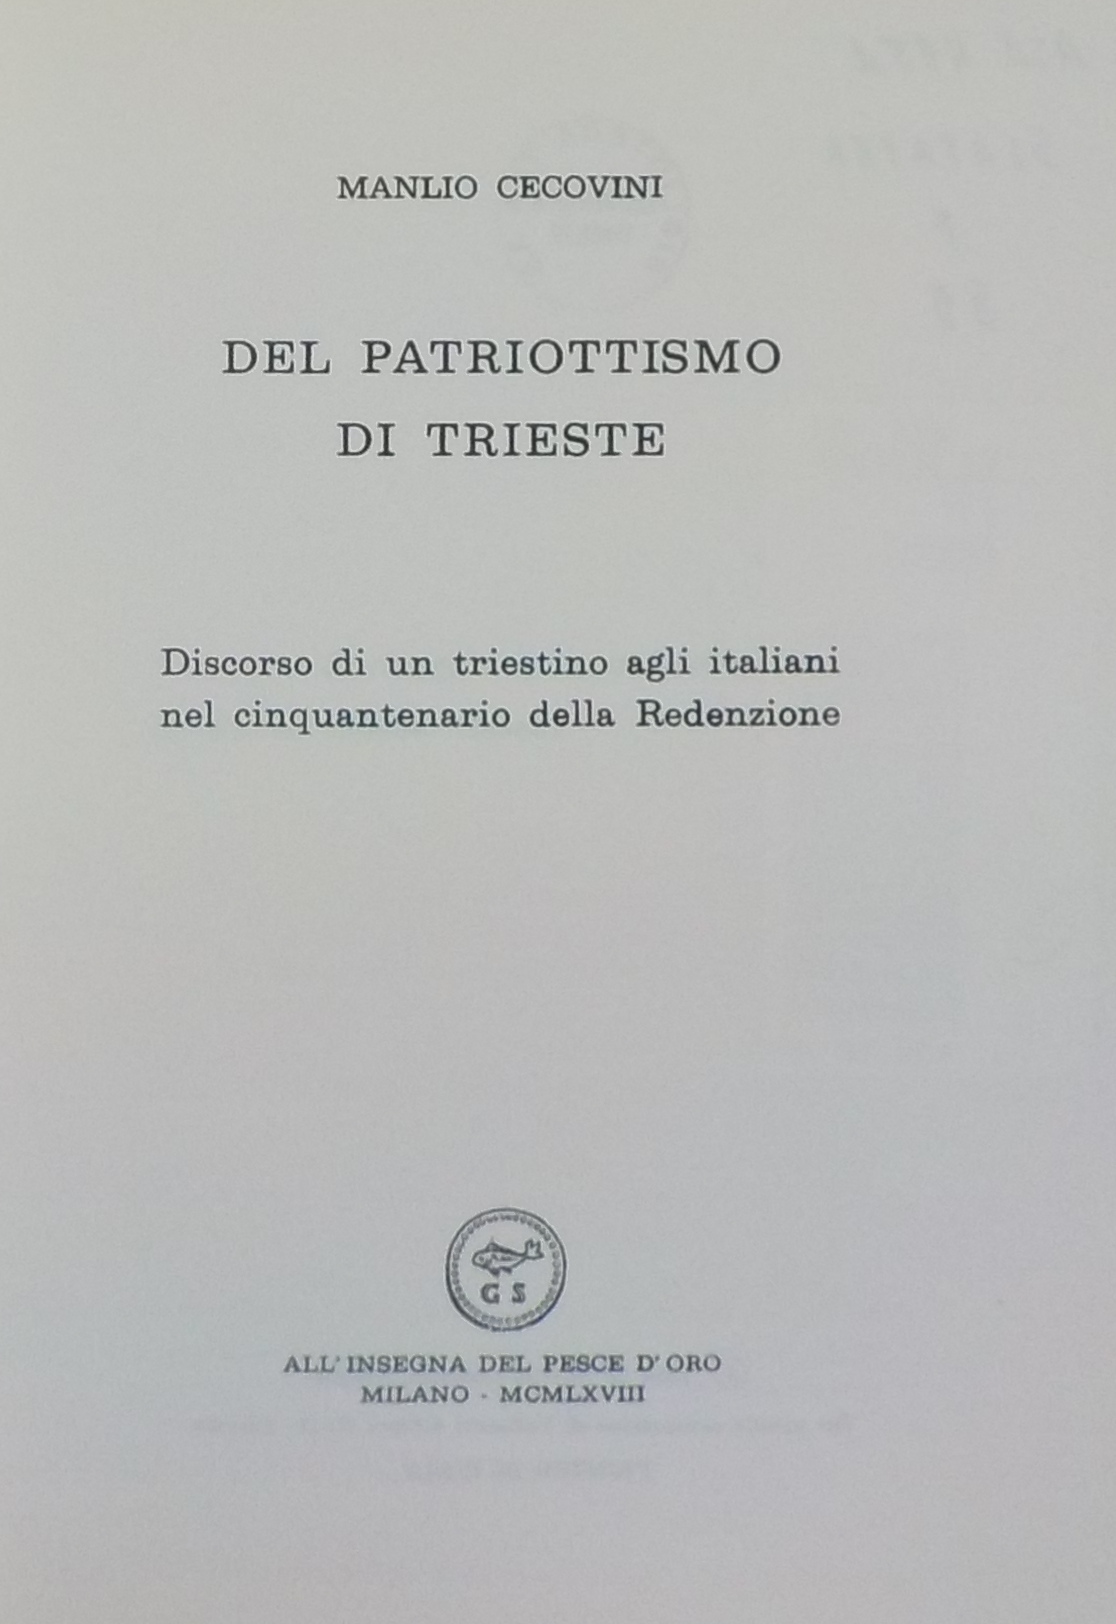 MANLIO CECOVINI
DEL PATRIOTTISMO
DI TRIESTE
Discorso di un triestino agli italiani
nel cinquantenario della Redenzione
G S
ALL'INSEGNA DEL PESCE D'ORO
MILANO - MCMLXVIII